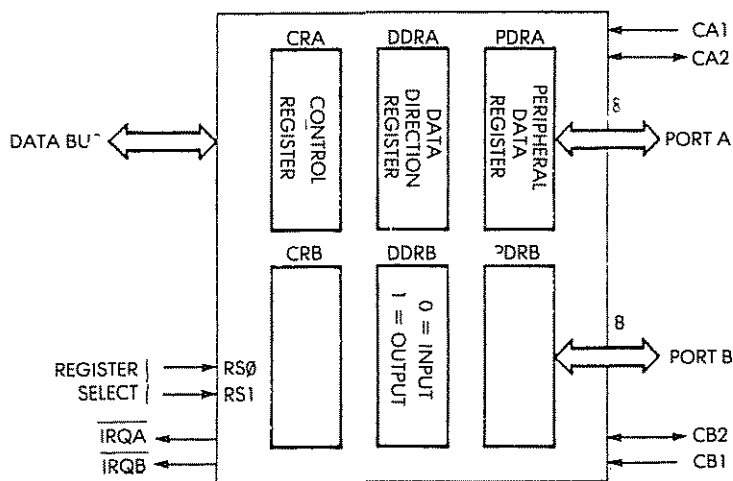 CRA DDRA PDRA
CA1
CA2
CONTROL
REGISTER
DATA
DIRECTION
REGISTER
PERIPHERAL
DATA
REGISTER
DATA
8
PORT A
CRB DDRB PDRB
0 = INPUT
1 = OUTPUT
8
PORT B
REGISTER
SELECT
RSØ
RS1
IRQA
IRQB
CB2
CB1